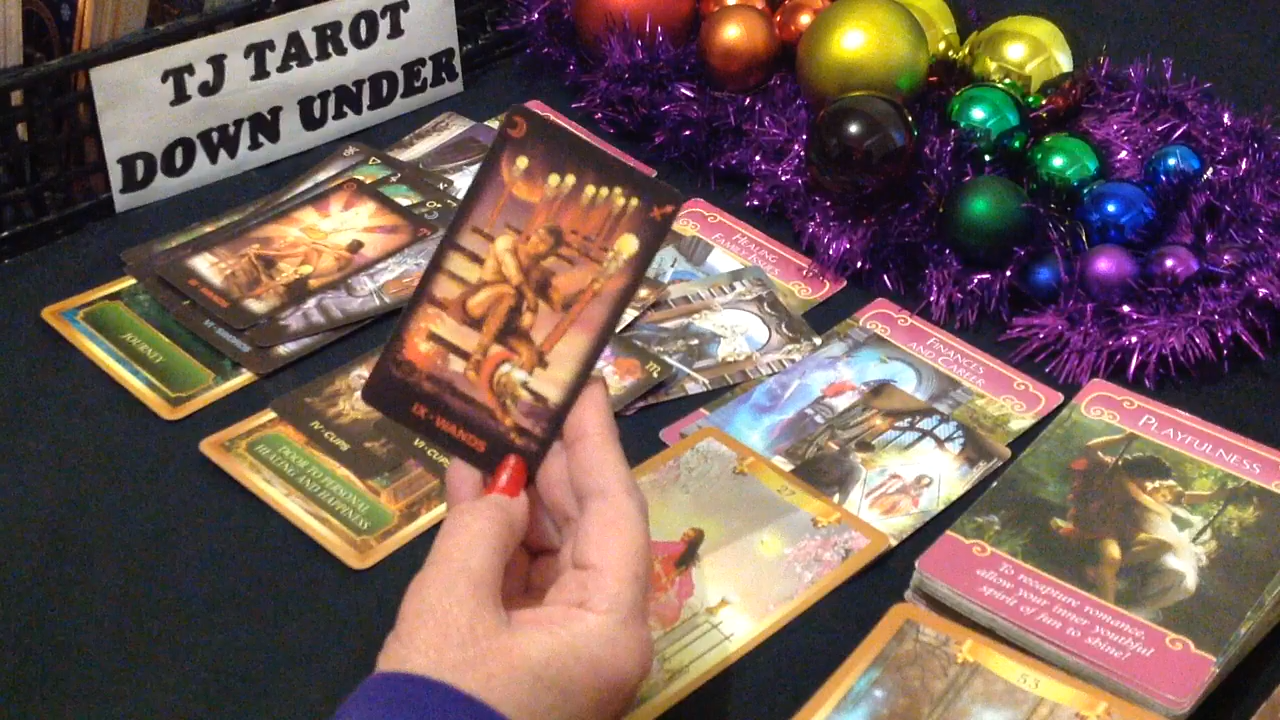 TJ TAROT
DOWN UNDER
HEALING
FAMILY ISSUES
FINANCES
AND CAREER
PLAYFULNESS
To recapture romance,
allow your inner youthful
spirit of fun to shine!
IX · WANDS
JOURNEY
IV · CUPS
VI · CUPS
DOOR TO PERSONAL
HEALING AND HAPPINESS
27
53